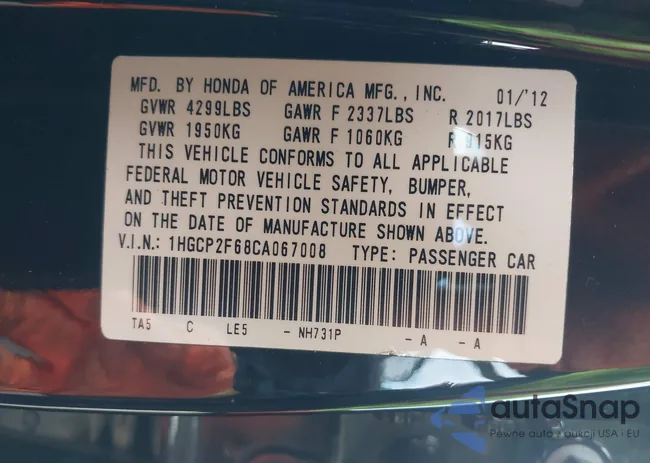 MFD. BY HONDA OF AMERICA MFG., INC. 01/'12
GVWR 4299LBS GAWR F 2337LBS R 2017LBS
GVWR 1950KG GAWR F 1060KG R 915KG
THIS VEHICLE CONFORMS TO ALL APPLICABLE
FEDERAL MOTOR VEHICLE SAFETY, BUMPER,
AND THEFT PREVENTION STANDARDS IN EFFECT
ON THE DATE OF MANUFACTURE SHOWN ABOVE.
V.I.N.: 1HGCP2F68CA067008 TYPE: PASSENGER CAR
TA5 C LE5 - NH731P - A - A
autaSnap
Pewne auto z aukcji USA i EU